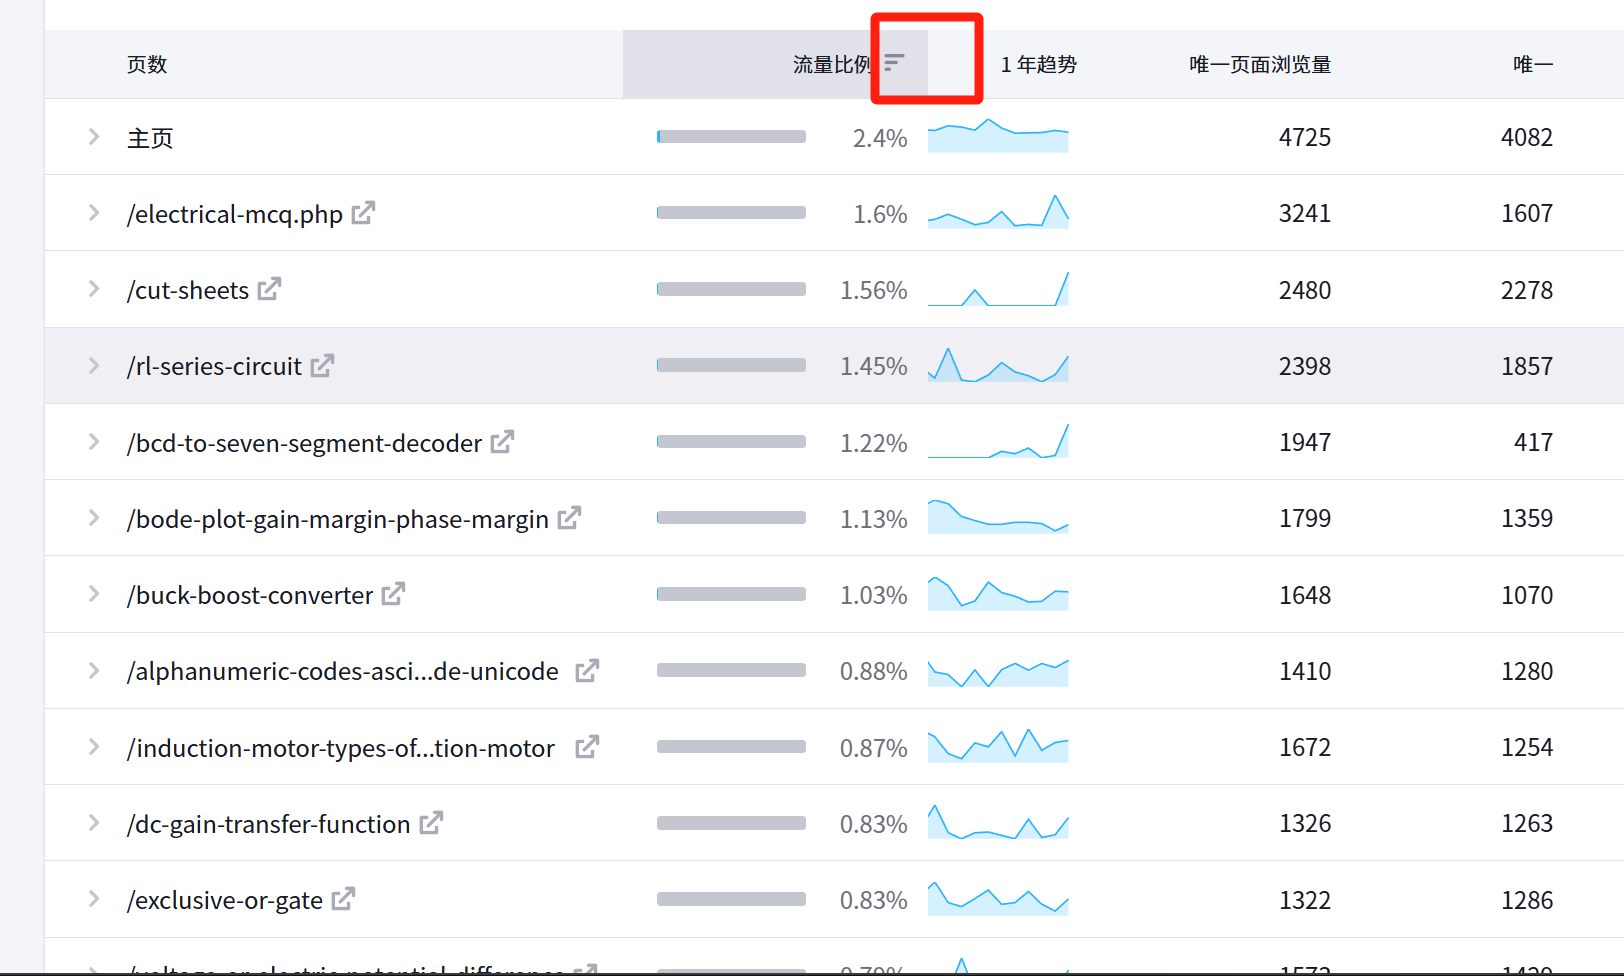 页数 流量比例 1 年趋势 唯一页面浏览量 唯一
主页 2.4% 4725 4082
/electrical-mcq.php 1.6% 3241 1607
/cut-sheets 1.56% 2480 2278
/rl-series-circuit 1.45% 2398 1857
/bcd-to-seven-segment-decoder 1.22% 1947 417
/bode-plot-gain-margin-phase-margin 1.13% 1799 1359
/buck-boost-converter 1.03% 1648 1070
/alphanumeric-codes-asci...de-unicode 0.88% 1410 1280
/induction-motor-types-of...tion-motor 0.87% 1672 1254
/dc-gain-transfer-function 0.83% 1326 1263
/exclusive-or-gate 0.83% 1322 1286
/voltage-or-electric-potential-difference